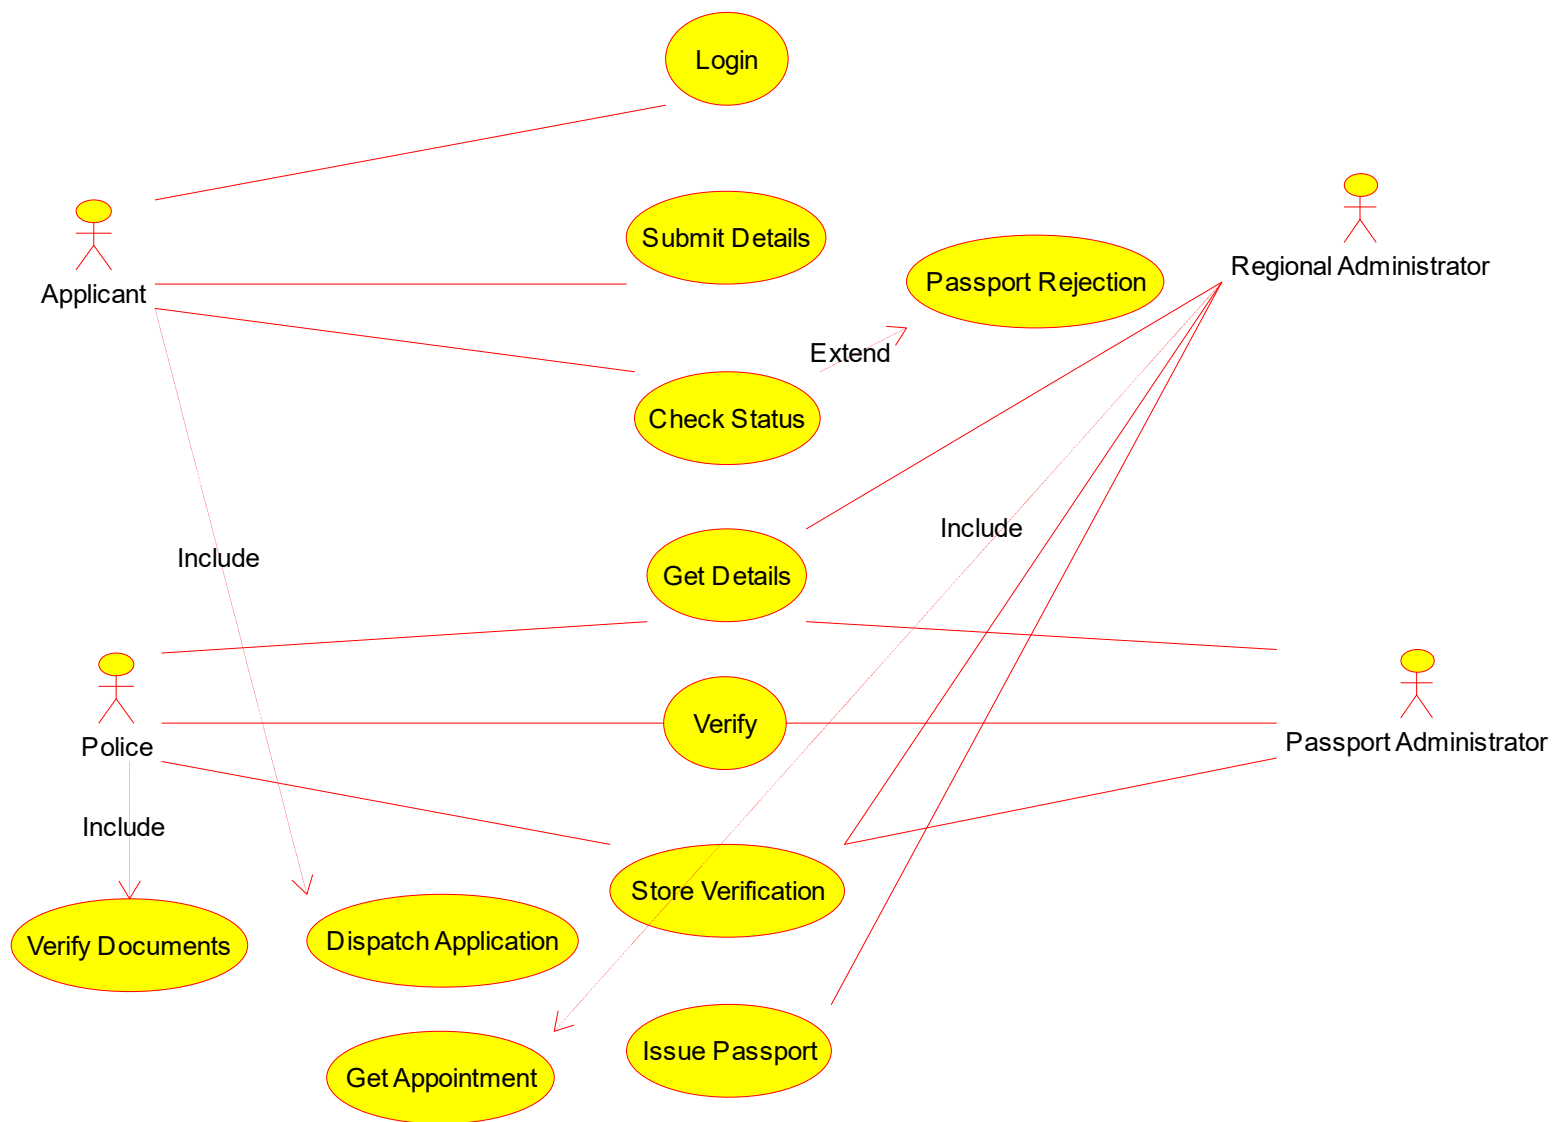 Login
Submit Details
Regional Administrator
Passport Rejection
Applicant
Extend
Check Status
Include
Include
Get Details
Verify
Passport Administrator
Police
Include
Store Verification
Dispatch Application
Verify Documents
Issue Passport
Get Appointment